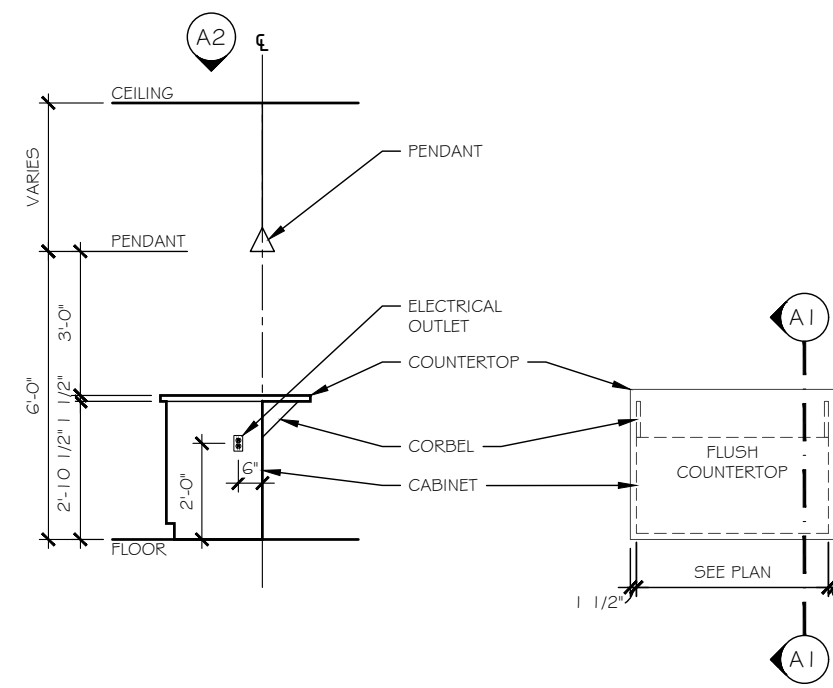 A2
℄
CEILING
PENDANT
VARIES
PENDANT
ELECTRICAL
OUTLET
3'-0"
A1
COUNTERTOP
1 1/2"
6'-0"
CORBEL
FLUSH
COUNTERTOP
6"
CABINET
2'-0"
2'-10 1/2"
FLOOR
SEE PLAN
1 1/2"
A1